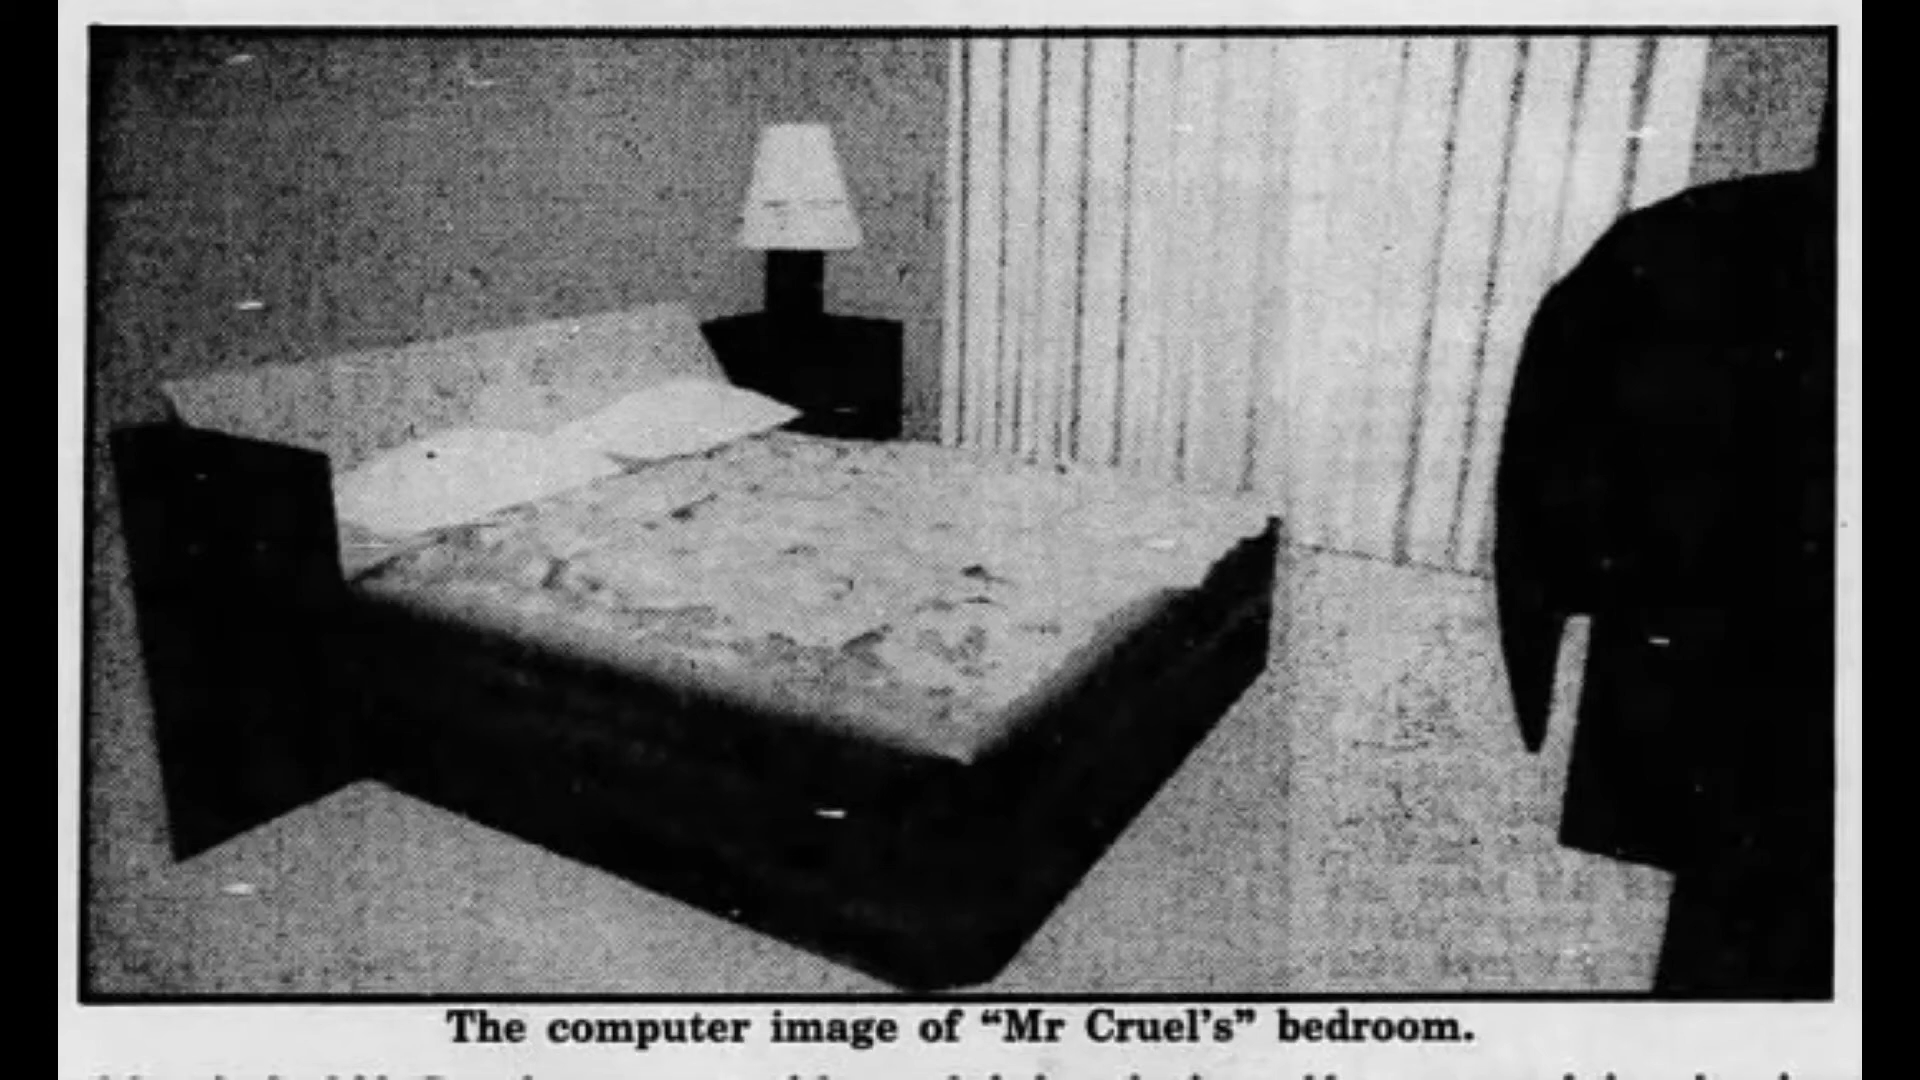 The computer image of “Mr Cruel's” bedroom.